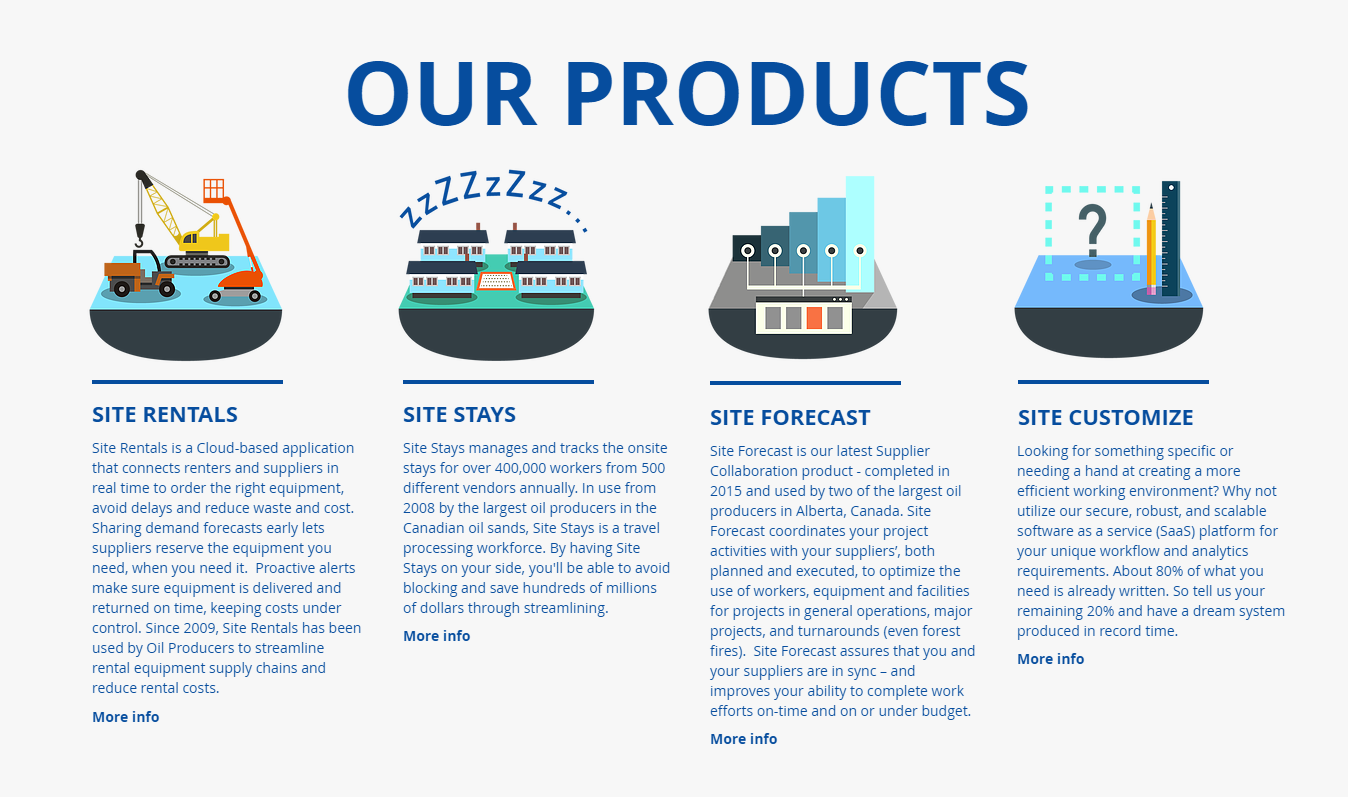 OUR PRODUCTS
zzZZzZzz...
?
SITE RENTALS
Site Rentals is a Cloud-based application
that connects renters and suppliers in
real time to order the right equipment,
avoid delays and reduce waste and cost.
Sharing demand forecasts early lets
suppliers reserve the equipment you
need, when you need it.  Proactive alerts
make sure equipment is delivered and
returned on time, keeping costs under
control. Since 2009, Site Rentals has been
used by Oil Producers to streamline
rental equipment supply chains and
reduce rental costs.
More info
SITE STAYS
Site Stays manages and tracks the onsite
stays for over 400,000 workers from 500
different vendors annually. In use from
2008 by the largest oil producers in the
Canadian oil sands, Site Stays is a travel
processing workforce. By having Site
Stays on your side, you'll be able to avoid
blocking and save hundreds of millions
of dollars through streamlining.
More info
SITE FORECAST
Site Forecast is our latest Supplier
Collaboration product - completed in
2015 and used by two of the largest oil
producers in Alberta, Canada. Site
Forecast coordinates your project
activities with your suppliers’, both
planned and executed, to optimize the
use of workers, equipment and facilities
for projects in general operations, major
projects, and turnarounds (even forest
fires).  Site Forecast assures that you and
your suppliers are in sync – and
improves your ability to complete work
efforts on-time and on or under budget.
More info
SITE CUSTOMIZE
Looking for something specific or
needing a hand at creating a more
efficient working environment? Why not
utilize our secure, robust, and scalable
software as a service (SaaS) platform for
your unique workflow and analytics
requirements. About 80% of what you
need is already written. So tell us your
remaining 20% and have a dream system
produced in record time.
More info